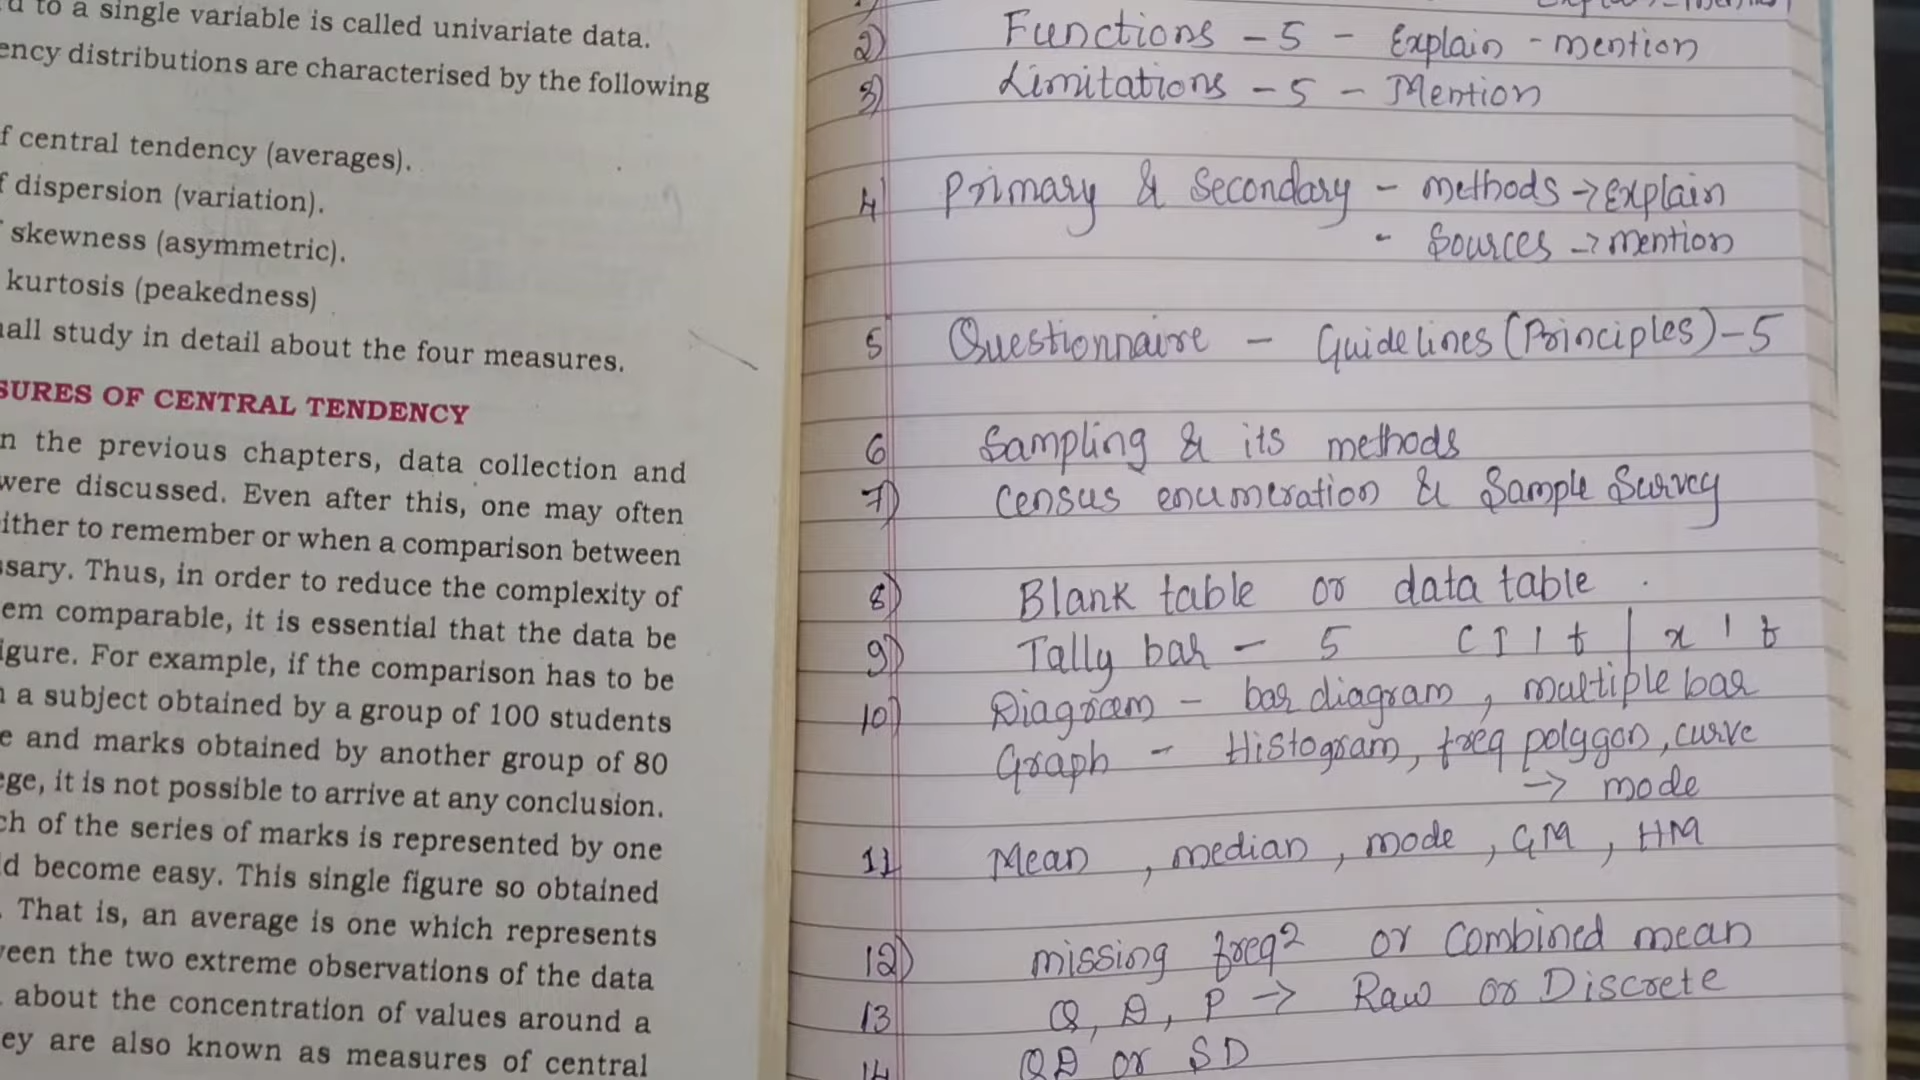 to a single variable is called univariate data.
ency distributions are characterised by the following
f central tendency (averages).
f dispersion (variation).
skewness (asymmetric).
kurtosis (peakedness)
all study in detail about the four measures.
SURES OF CENTRAL TENDENCY
n the previous chapters, data collection and
were discussed. Even after this, one may often
ither to remember or when a comparison between
ssary. Thus, in order to reduce the complexity of
em comparable, it is essential that the data be
igure. For example, if the comparison has to be
a subject obtained by a group of 100 students
e and marks obtained by another group of 80
ege, it is not possible to arrive at any conclusion.
ch of the series of marks is represented by one
d become easy. This single figure so obtained
. That is, an average is one which represents
ween the two extreme observations of the data
about the concentration of values around a
ey are also known as measures of central
2) Functions - 5 - Explain - mention
3) Limitations - 5 - Mention
4) Primary & Secondary - methods → Explain
- Sources → mention
5 Questionnaire - Guidelines (Principles) - 5
6 Sampling & its methods
7) Census enumeration & Sample Survey
8) Blank table or data table .
9) Tally bar - 5 CI | f | x | f
10) Diagram - bar diagram, multiple bar
Graph - Histogram, freq polygon, curve
→ mode
11 Mean, median, mode, GM, HM
12) missing freq² or Combined mean
13 Q, D, P → Raw or Discrete
14 QD or SD